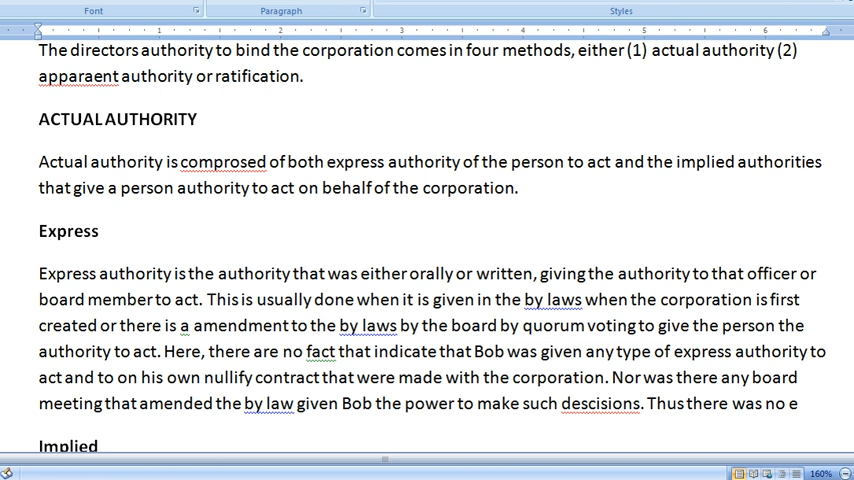 Font Paragraph Styles
1 2 3 4 5 6
The directors authority to bind the corporation comes in four methods, either (1) actual authority (2)
apparaent authority or ratification.
ACTUAL AUTHORITY
Actual authority is comprosed of both express authority of the person to act and the implied authorities
that give a person authority to act on behalf of the corporation.
Express
Express authority is the authority that was either orally or written, giving the authority to that officer or
board member to act. This is usually done when it is given in the by laws when the corporation is first
created or there is a amendment to the by laws by the board by quorum voting to give the person the
authority to act. Here, there are no fact that indicate that Bob was given any type of express authority to
act and to on his own nullify contract that were made with the corporation. Nor was there any board
meeting that amended the by law given Bob the power to make such descisions. Thus there was no e
Implied
160%